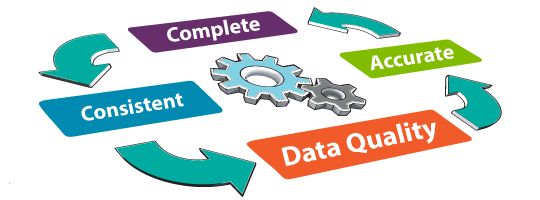 Complete
Accurate
Consistent
Data Quality